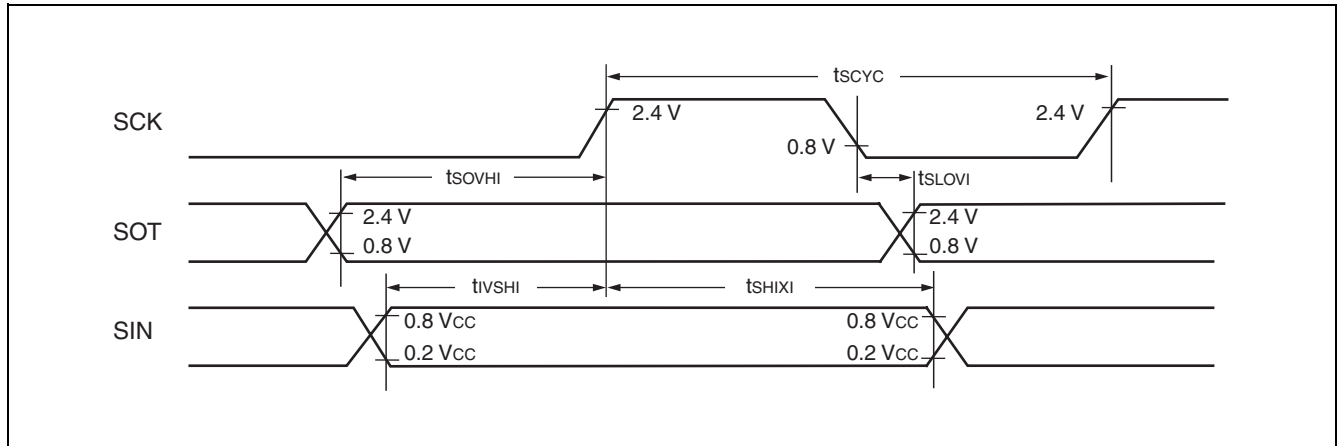 tSCYC
SCK
2.4 V
2.4 V
0.8 V
tSOVHI
tSLOVI
SOT
2.4 V
2.4 V
0.8 V
0.8 V
tIVSHI
tSHIXI
SIN
0.8 VCC
0.8 VCC
0.2 VCC
0.2 VCC